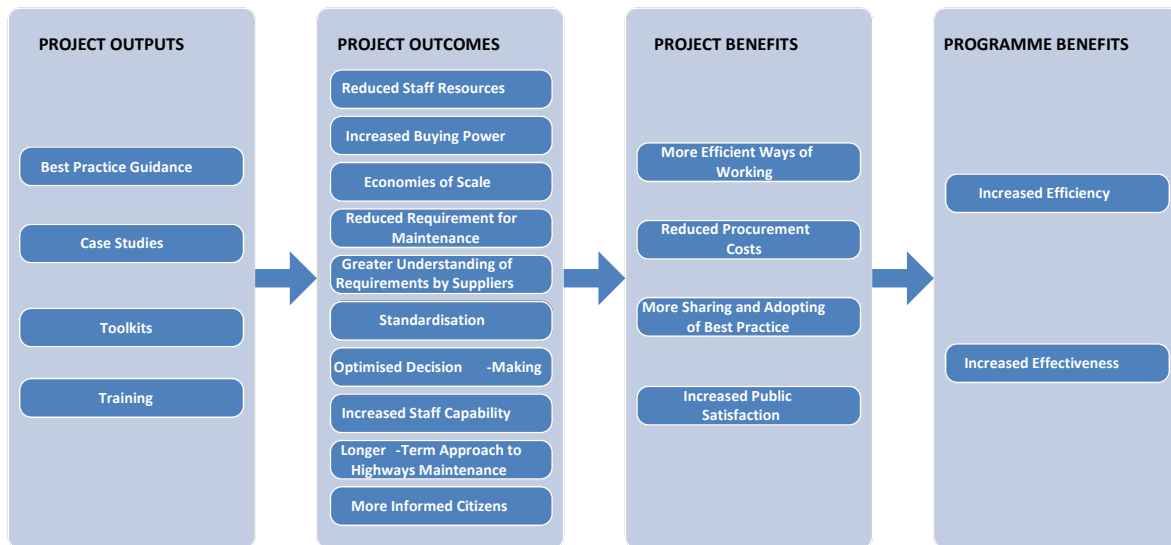 PROJECT OUTPUTS
Best Practice Guidance
Case Studies
Toolkits
Training
PROJECT OUTCOMES
Reduced Staff Resources
Increased Buying Power
Economies of Scale
Reduced Requirement for
Maintenance
Greater Understanding of
Requirements by Suppliers
Standardisation
Optimised Decision -Making
Increased Staff Capability
Longer -Term Approach to
Highways Maintenance
More Informed Citizens
PROJECT BENEFITS
More Efficient Ways of
Working
Reduced Procurement
Costs
More Sharing and Adopting
of Best Practice
Increased Public
Satisfaction
PROGRAMME BENEFITS
Increased Efficiency
Increased Effectiveness